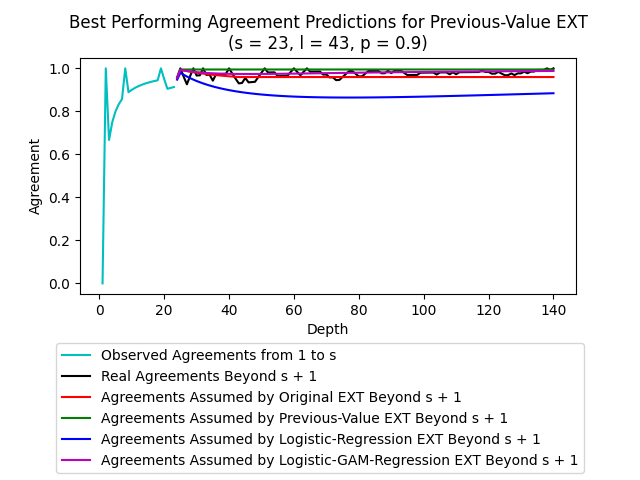 Best Performing Agreement Predictions for Previous-Value EXT
(s = 23, l = 43, p = 0.9)
1.0
0.8
0.6
0.4
0.2
0.0
Agreement
0 20 40 60 80 100 120 140
Depth
Observed Agreements from 1 to s
Real Agreements Beyond s + 1
Agreements Assumed by Original EXT Beyond s + 1
Agreements Assumed by Previous-Value EXT Beyond s + 1
Agreements Assumed by Logistic-Regression EXT Beyond s + 1
Agreements Assumed by Logistic-GAM-Regression EXT Beyond s + 1